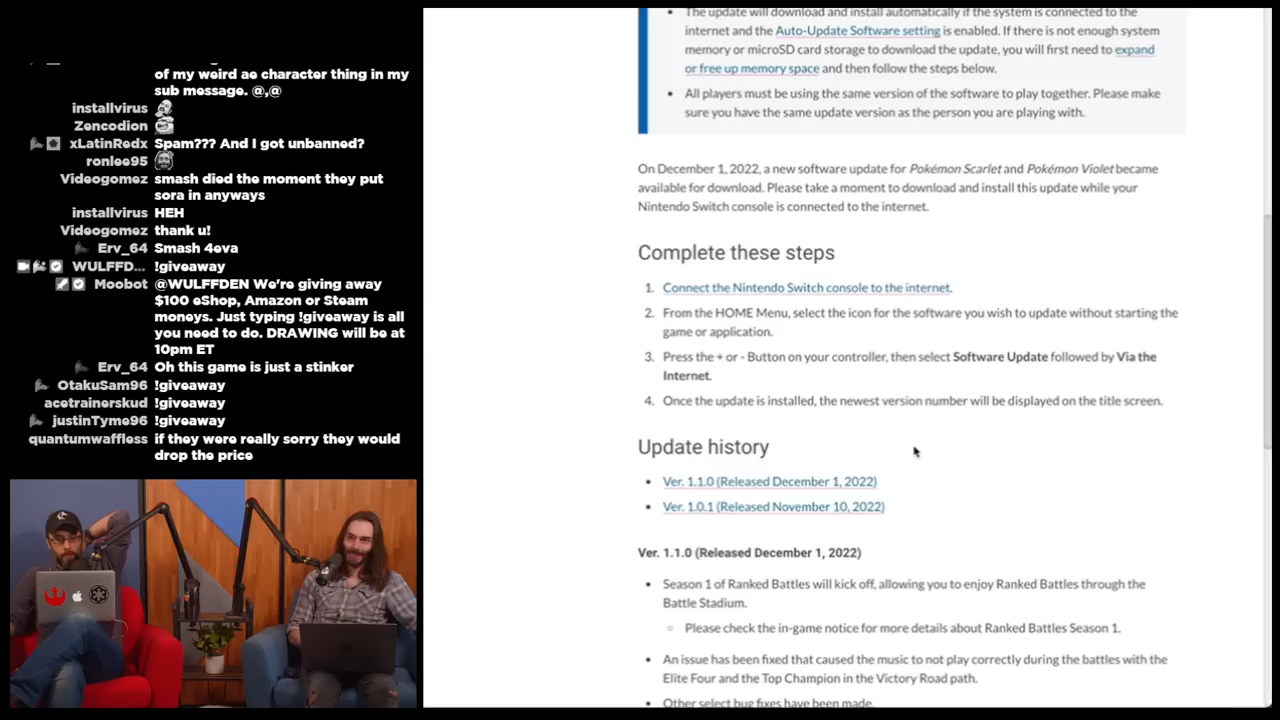 of my weird ae character thing in my
sub message. @,@
installvirus
Zencodion
xLatinRedx Spam??? And I got unbanned?
ronlee95
Videogomez smash died the moment they put
sora in anyways
installvirus HEH
Videogomez thank u!
Erv_64 Smash 4eva
WULFFD... !giveaway
Moobot @WULFFDEN We're giving away
$100 eShop, Amazon or Steam
moneys. Just typing !giveaway is all
you need to do. DRAWING will be at
10pm ET
Erv_64 Oh this game is just a stinker
OtakuSam96 !giveaway
acetrainerskud !giveaway
justinTyme96 !giveaway
quantumwaffless if they were really sorry they would
drop the price
The update will download and install automatically if the system is connected to the
internet and the Auto-Update Software setting is enabled. If there is not enough system
memory or microSD card storage to download the update, you will first need to expand
or free up memory space and then follow the steps below.
All players must be using the same version of the software to play together. Please make
sure you have the same update version as the person you are playing with.
On December 1, 2022, a new software update for Pokémon Scarlet and Pokémon Violet became
available for download. Please take a moment to download and install this update while your
Nintendo Switch console is connected to the internet.
Complete these steps
1. Connect the Nintendo Switch console to the internet.
2. From the HOME Menu, select the icon for the software you wish to update without starting the
game or application.
3. Press the + or - Button on your controller, then select Software Update followed by Via the
Internet.
4. Once the update is installed, the newest version number will be displayed on the title screen.
Update history
Ver. 1.1.0 (Released December 1, 2022)
Ver. 1.0.1 (Released November 10, 2022)
Ver. 1.1.0 (Released December 1, 2022)
Season 1 of Ranked Battles will kick off, allowing you to enjoy Ranked Battles through the
Battle Stadium.
Please check the in-game notice for more details about Ranked Battles Season 1.
An issue has been fixed that caused the music to not play correctly during the battles with the
Elite Four and the Top Champion in the Victory Road path.
Other select bug fixes have been made.